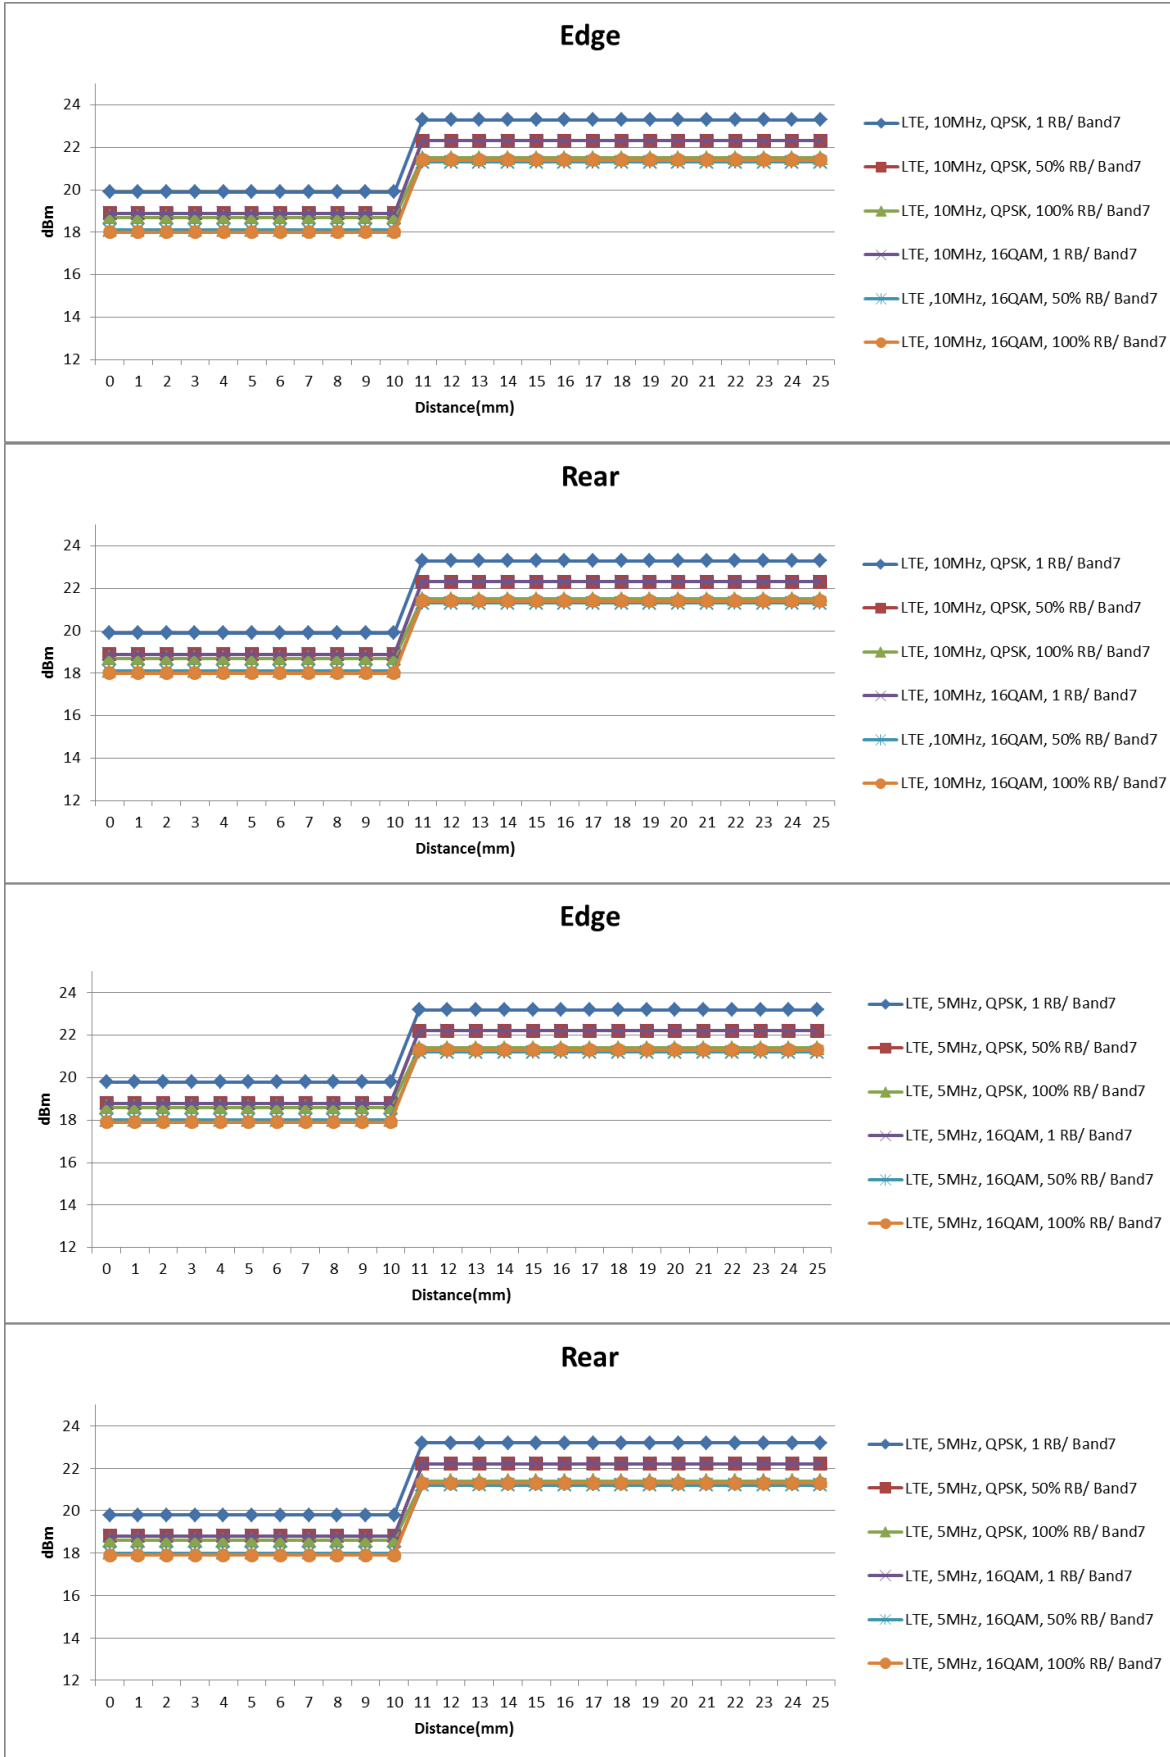 Edge
24
22
20
18
16
14
12
dBm
0 1 2 3 4 5 6 7 8 9 10 11 12 13 14 15 16 17 18 19 20 21 22 23 24 25
Distance(mm)
LTE, 10MHz, QPSK, 1 RB/ Band7
LTE, 10MHz, QPSK, 50% RB/ Band7
LTE, 10MHz, QPSK, 100% RB/ Band7
LTE, 10MHz, 16QAM, 1 RB/ Band7
LTE ,10MHz, 16QAM, 50% RB/ Band7
LTE, 10MHz, 16QAM, 100% RB/ Band7
Rear
24
22
20
18
16
14
12
dBm
0 1 2 3 4 5 6 7 8 9 10 11 12 13 14 15 16 17 18 19 20 21 22 23 24 25
Distance(mm)
LTE, 10MHz, QPSK, 1 RB/ Band7
LTE, 10MHz, QPSK, 50% RB/ Band7
LTE, 10MHz, QPSK, 100% RB/ Band7
LTE, 10MHz, 16QAM, 1 RB/ Band7
LTE ,10MHz, 16QAM, 50% RB/ Band7
LTE, 10MHz, 16QAM, 100% RB/ Band7
Edge
24
22
20
18
16
14
12
dBm
0 1 2 3 4 5 6 7 8 9 10 11 12 13 14 15 16 17 18 19 20 21 22 23 24 25
Distance(mm)
LTE, 5MHz, QPSK, 1 RB/ Band7
LTE, 5MHz, QPSK, 50% RB/ Band7
LTE, 5MHz, QPSK, 100% RB/ Band7
LTE, 5MHz, 16QAM, 1 RB/ Band7
LTE, 5MHz, 16QAM, 50% RB/ Band7
LTE, 5MHz, 16QAM, 100% RB/ Band7
Rear
24
22
20
18
16
14
12
dBm
0 1 2 3 4 5 6 7 8 9 10 11 12 13 14 15 16 17 18 19 20 21 22 23 24 25
Distance(mm)
LTE, 5MHz, QPSK, 1 RB/ Band7
LTE, 5MHz, QPSK, 50% RB/ Band7
LTE, 5MHz, QPSK, 100% RB/ Band7
LTE, 5MHz, 16QAM, 1 RB/ Band7
LTE, 5MHz, 16QAM, 50% RB/ Band7
LTE, 5MHz, 16QAM, 100% RB/ Band7